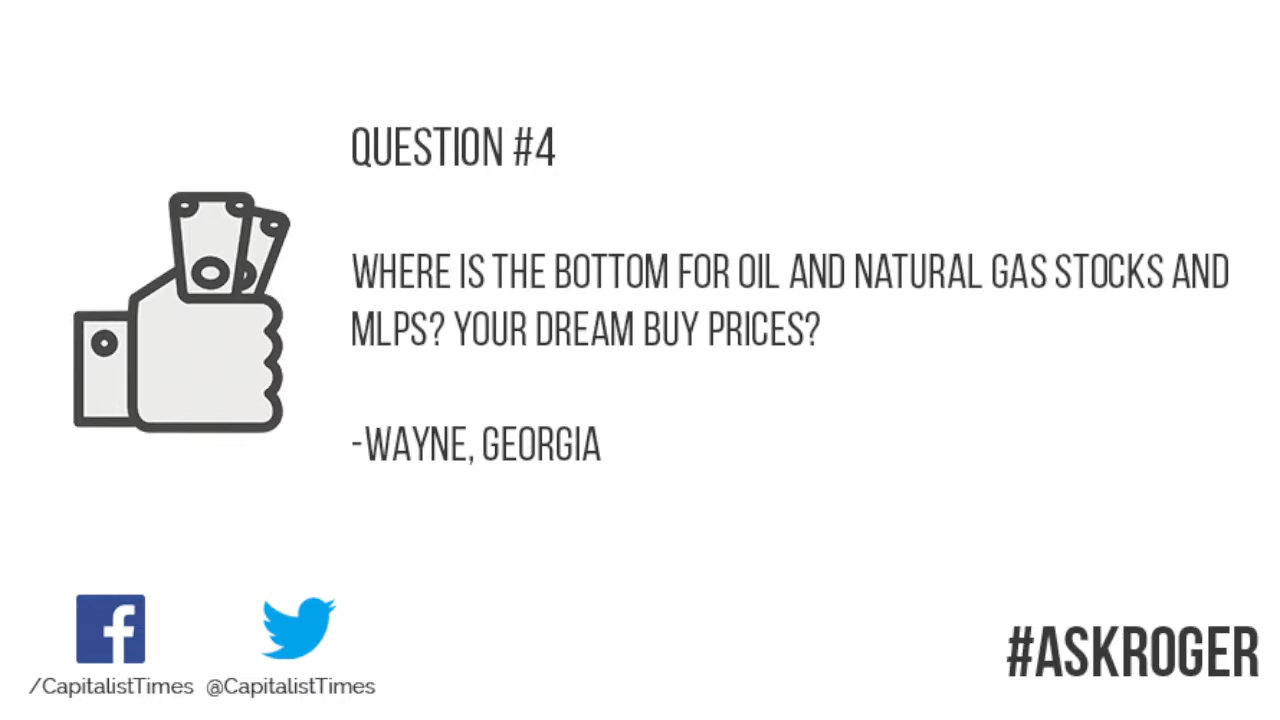 QUESTION #4
WHERE IS THE BOTTOM FOR OIL AND NATURAL GAS STOCKS AND
MLPS? YOUR DREAM BUY PRICES?
-WAYNE, GEORGIA
/CapitalistTimes @CapitalistTimes
#ASKROGER